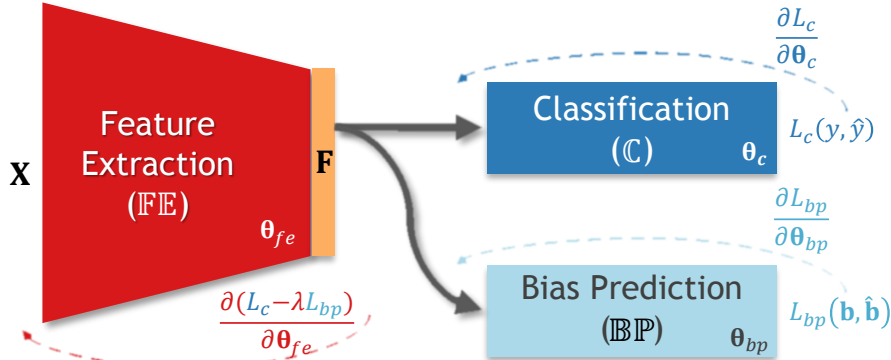 X
Feature
Extraction
(𝔽𝔼)
θ_fe
F
∂(L_c−λL_bp)
∂θ_fe
∂L_c
∂θ_c
Classification
(ℂ)
θ_c
L_c(y, ŷ)
∂L_bp
∂θ_bp
Bias Prediction
(𝔹ℙ)
θ_bp
L_bp(b, b̂)